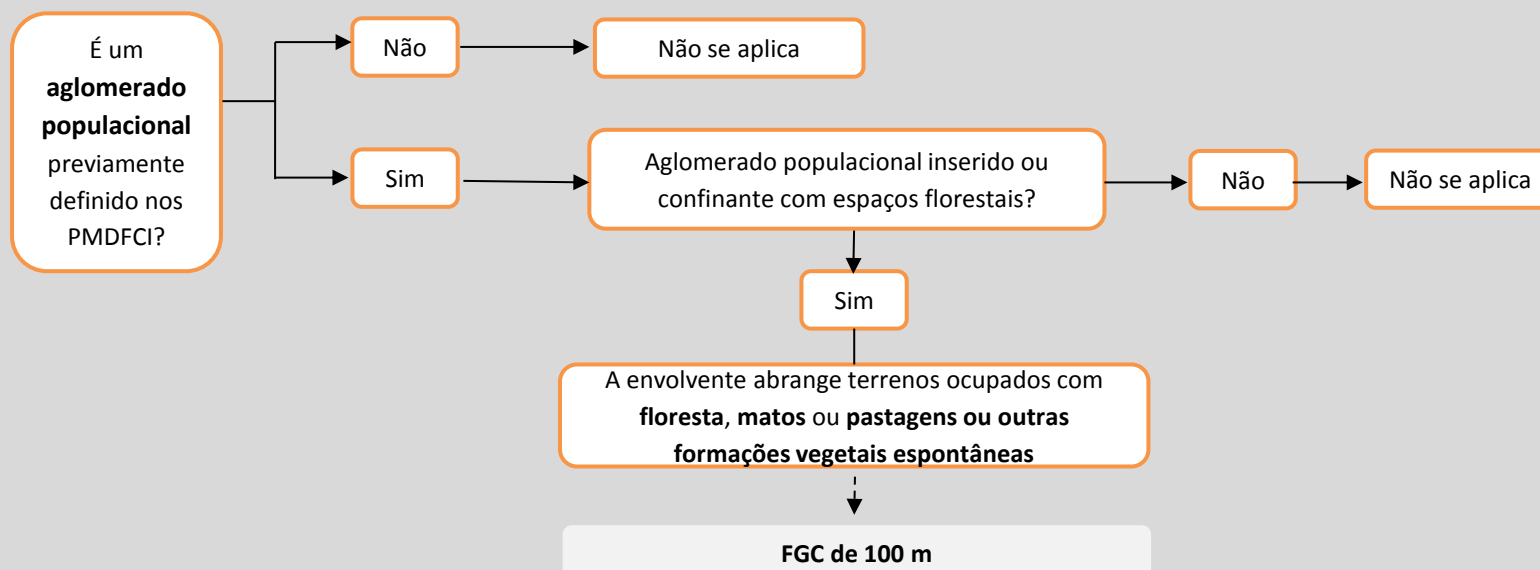 É um
aglomerado
populacional
previamente
definido nos
PMDFCI?
Não
Não se aplica
Sim
Aglomerado populacional inserido ou
confinante com espaços florestais?
Não
Não se aplica
Sim
A envolvente abrange terrenos ocupados com
floresta, matos ou pastagens ou outras
formações vegetais espontâneas
FGC de 100 m